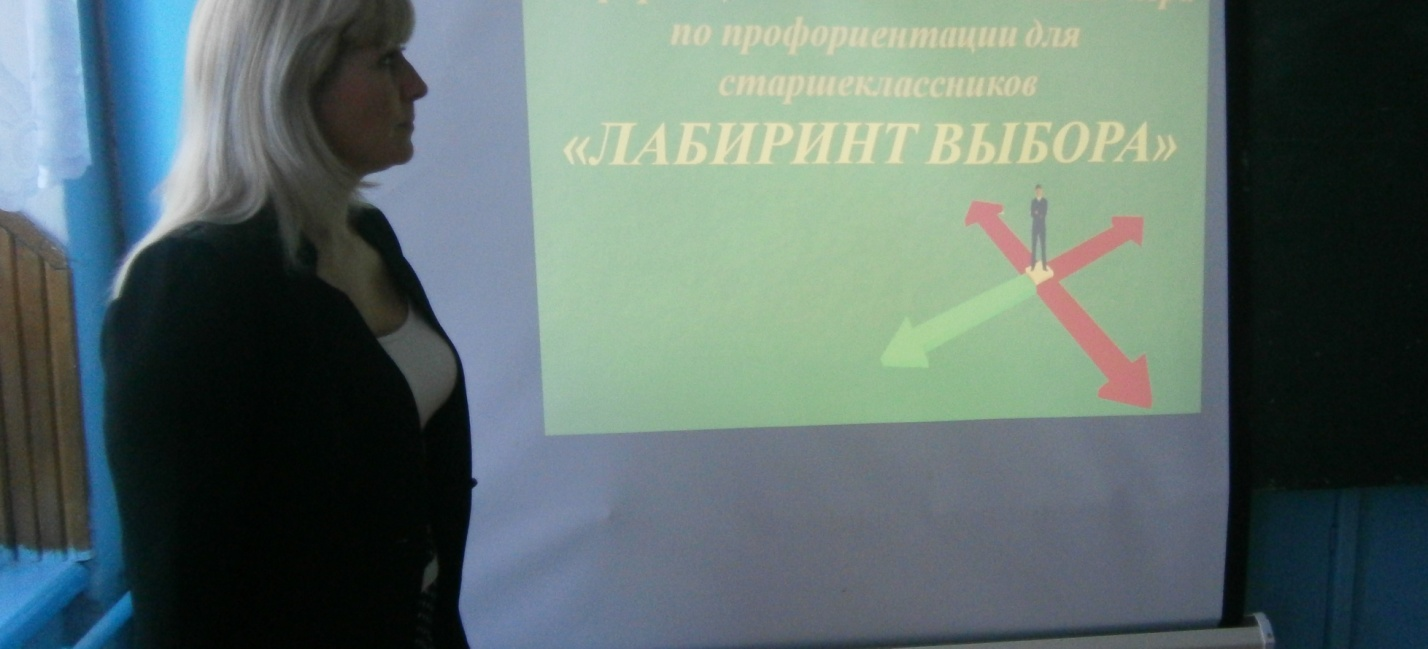 по профориентации для
старшеклассников
«ЛАБИРИНТ ВЫБОРА»